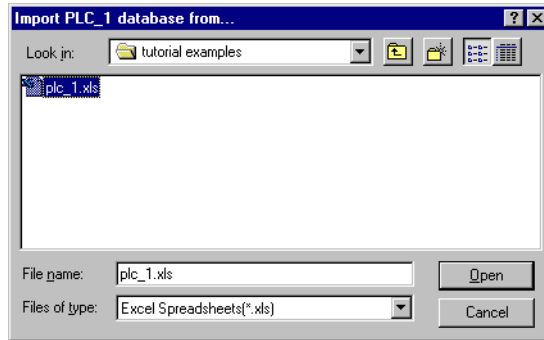 Import PLC_1 database from...
Look in: tutorial examples
plc_1.xls
File name: plc_1.xls Open
Files of type: Excel Spreadsheets(*.xls) Cancel